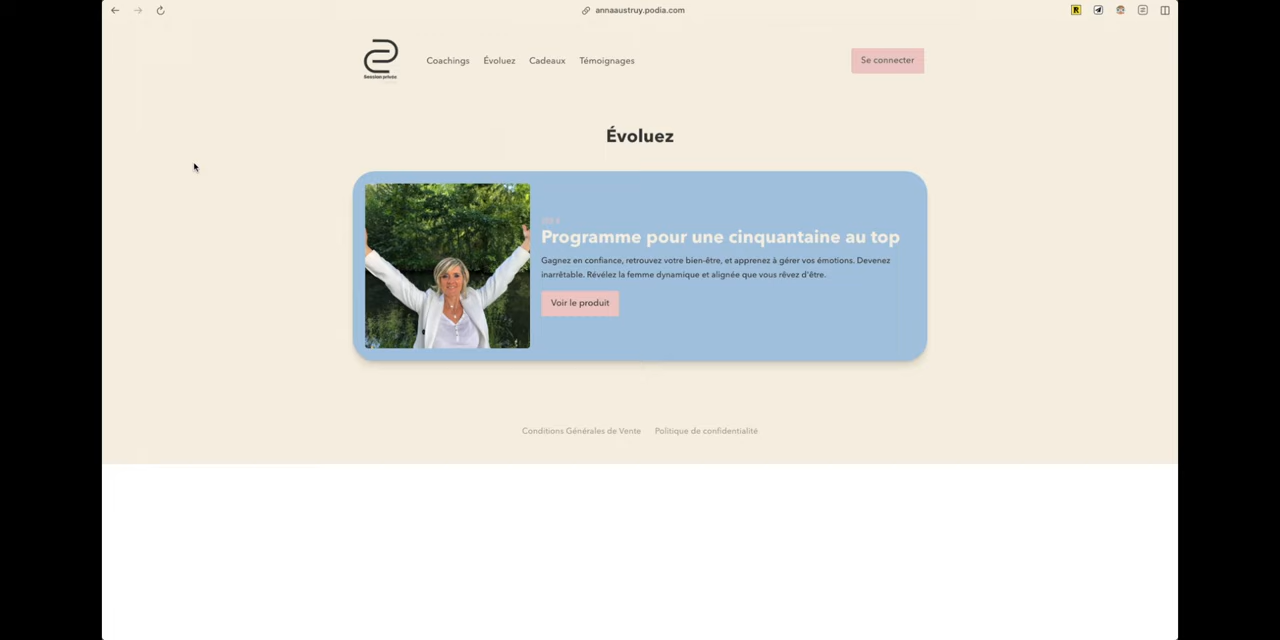 annaaustruy.podia.com
Session privée
Coachings
Évoluez
Cadeaux
Témoignages
Se connecter
Évoluez
Programme pour une cinquantaine au top
Gagnez en confiance, retrouvez votre bien-être, et apprenez à gérer vos émotions. Devenez
inarrêtable. Révélez la femme dynamique et alignée que vous rêvez d'être.
Voir le produit
Conditions Générales de Vente
Politique de confidentialité